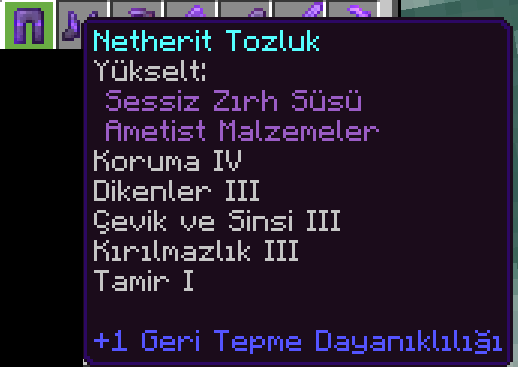 Netherit Tozluk
Yükselt:
Sessiz Zırh Süsü
Ametist Malzemeler
Koruma IV
Dikenler III
Çevik ve Sinsi III
Kırılmazlık III
Tamir I
+1 Geri Tepme Dayanıklılığı